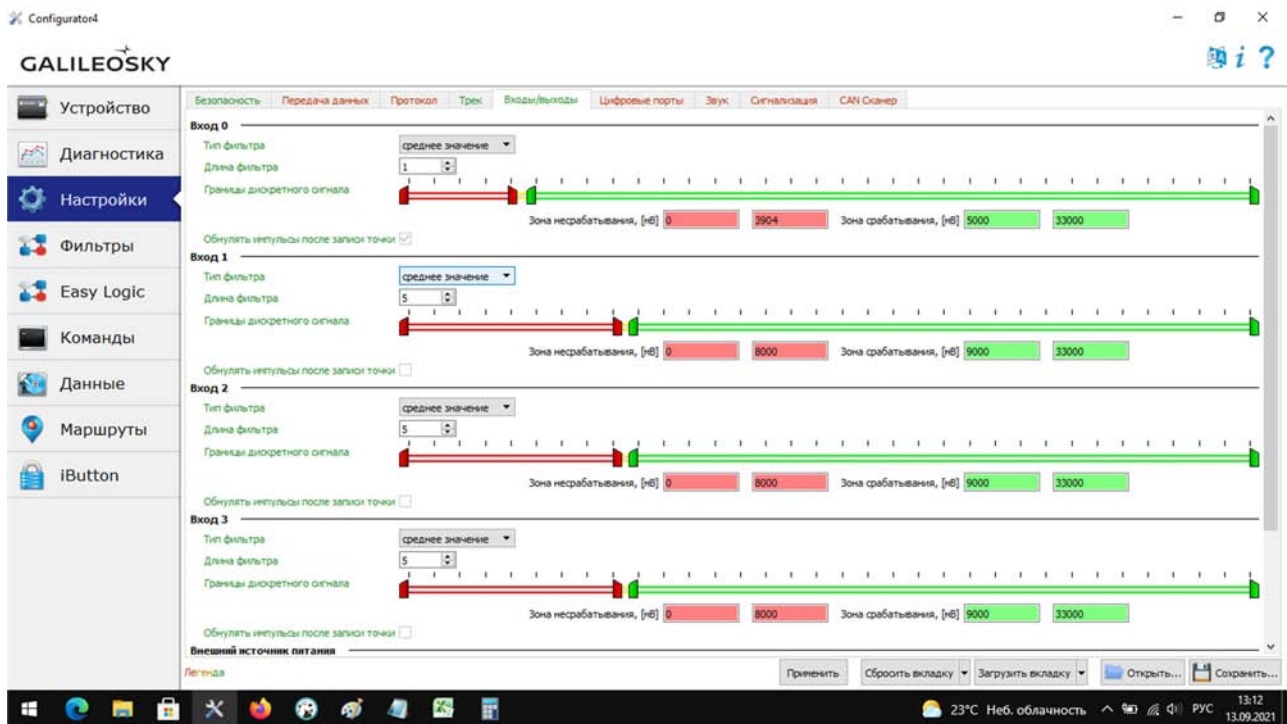 Configurator4
GALILEOSKY
i ?
Устройство
Диагностика
Настройки
Фильтры
Easy Logic
Команды
Данные
Маршруты
iButton
Безопасность Передача данных Протокол Трек Входы/выходы Цифровые порты Звук Сигнализация CAN Сканер
Вход 0
Тип фильтра среднее значение
Длина фильтра 1
Границы дискретного сигнала
Зона несрабатывания, [мВ] 0 3904 Зона срабатывания, [мВ] 5000 33000
Обнулять импульсы после записи точки
Вход 1
Тип фильтра среднее значение
Длина фильтра 5
Границы дискретного сигнала
Зона несрабатывания, [мВ] 0 8000 Зона срабатывания, [мВ] 9000 33000
Обнулять импульсы после записи точки
Вход 2
Тип фильтра среднее значение
Длина фильтра 5
Границы дискретного сигнала
Зона несрабатывания, [мВ] 0 8000 Зона срабатывания, [мВ] 9000 33000
Обнулять импульсы после записи точки
Вход 3
Тип фильтра среднее значение
Длина фильтра 5
Границы дискретного сигнала
Зона несрабатывания, [мВ] 0 8000 Зона срабатывания, [мВ] 9000 33000
Обнулять импульсы после записи точки
Внешний источник питания
Легенда Применить Сбросить вкладку Загрузить вкладку Открыть... Сохранить...
23°C Неб. облачность РУС 13:12
13.09.2021